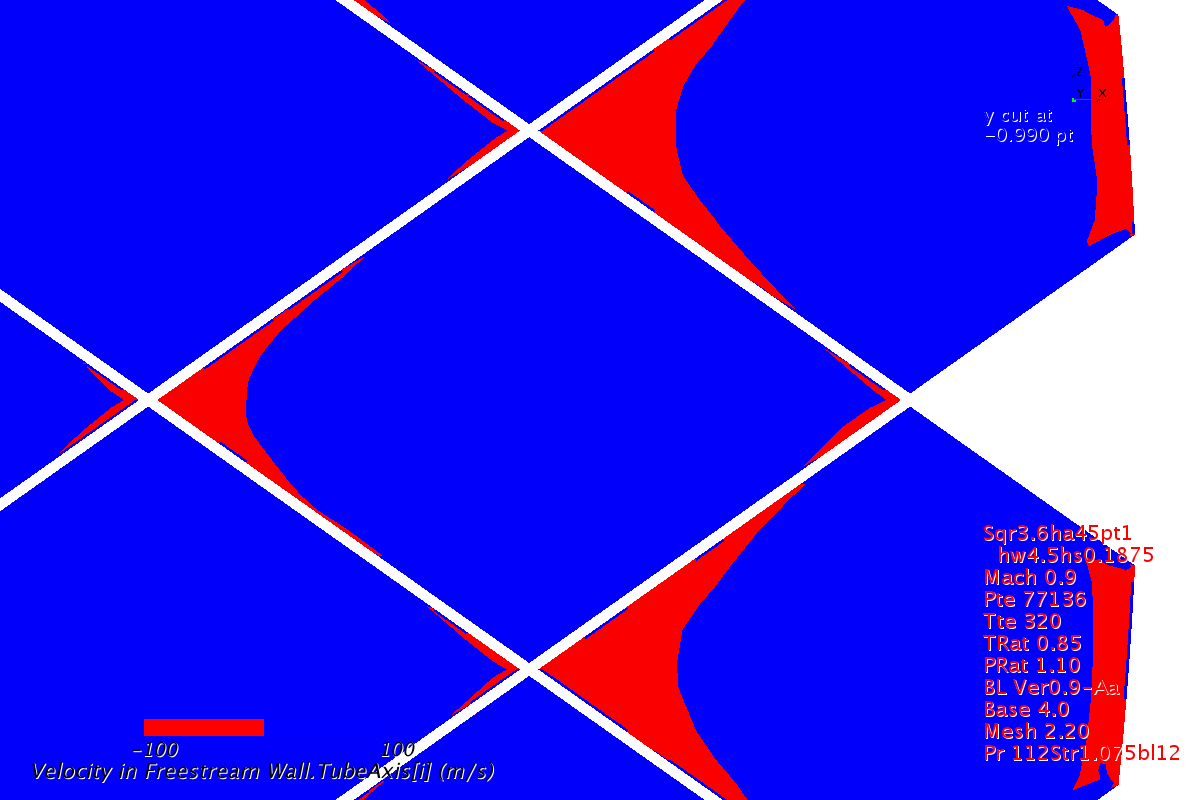 Z
Y X
y cut at
−0.990 pt
Sqr3.6ha45pt1
hw4.5hs0.1875
Mach 0.9
Pte 77136
Tte 320
TRat 0.85
PRat 1.10
BL Ver0.9−Aa
Base 4.0
Mesh 2.20
Pr 112Str1.075bl12
−100 100
Velocity in Freestream Wall.TubeAxis[i] (m/s)